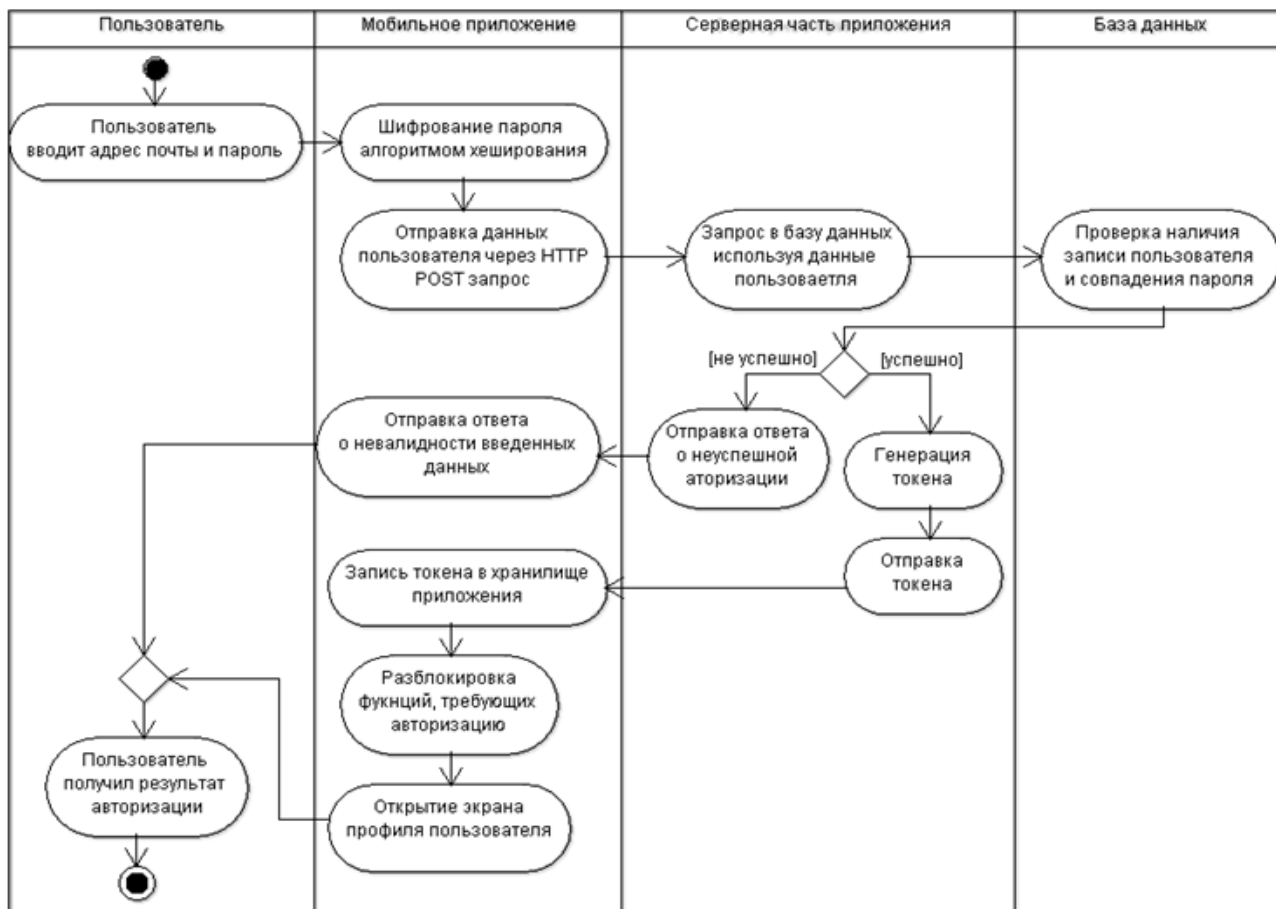 Пользователь
Мобильное приложение
Серверная часть приложения
База данных
Пользователь
вводит адрес почты и пароль
Шифрование пароля
алгоритмом хеширования
Отправка данных
пользователя через HTTP
POST запрос
Запрос в базу данных
используя данные
пользоваетля
Проверка наличия
записи пользователя
и совпадения пароля
[не успешно]
[успешно]
Отправка ответа
о невалидности введенных
данных
Отправка ответа
о неуспешной
аторизации
Генерация
токена
Отправка
токена
Запись токена в хранилище
приложения
Разблокировка
фукнций, требующих
авторизацию
Пользователь
получил результат
авторизации
Открытие экрана
профиля пользователя